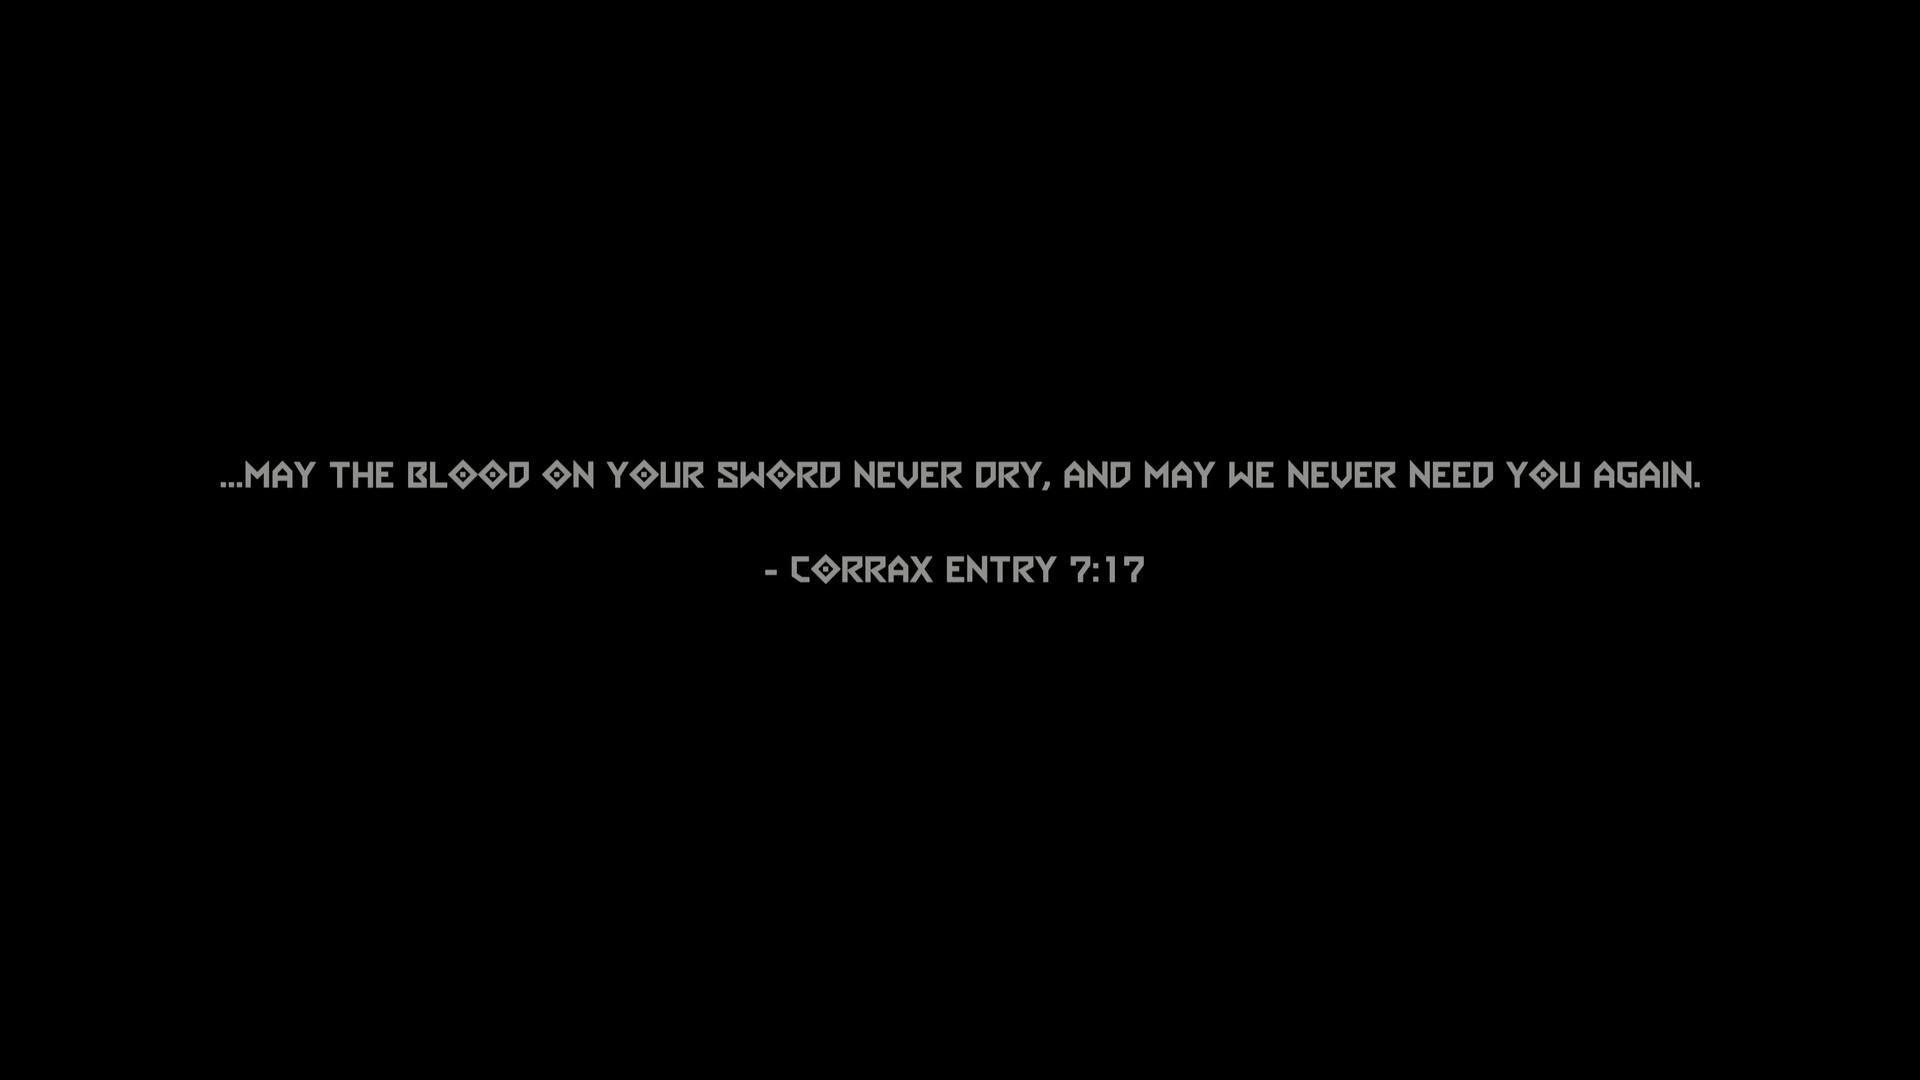 ...MAY THE BLOOD ON YOUR SWORD NEVER DRY, AND MAY WE NEVER NEED YOU AGAIN.
- CORRAX ENTRY 7:17